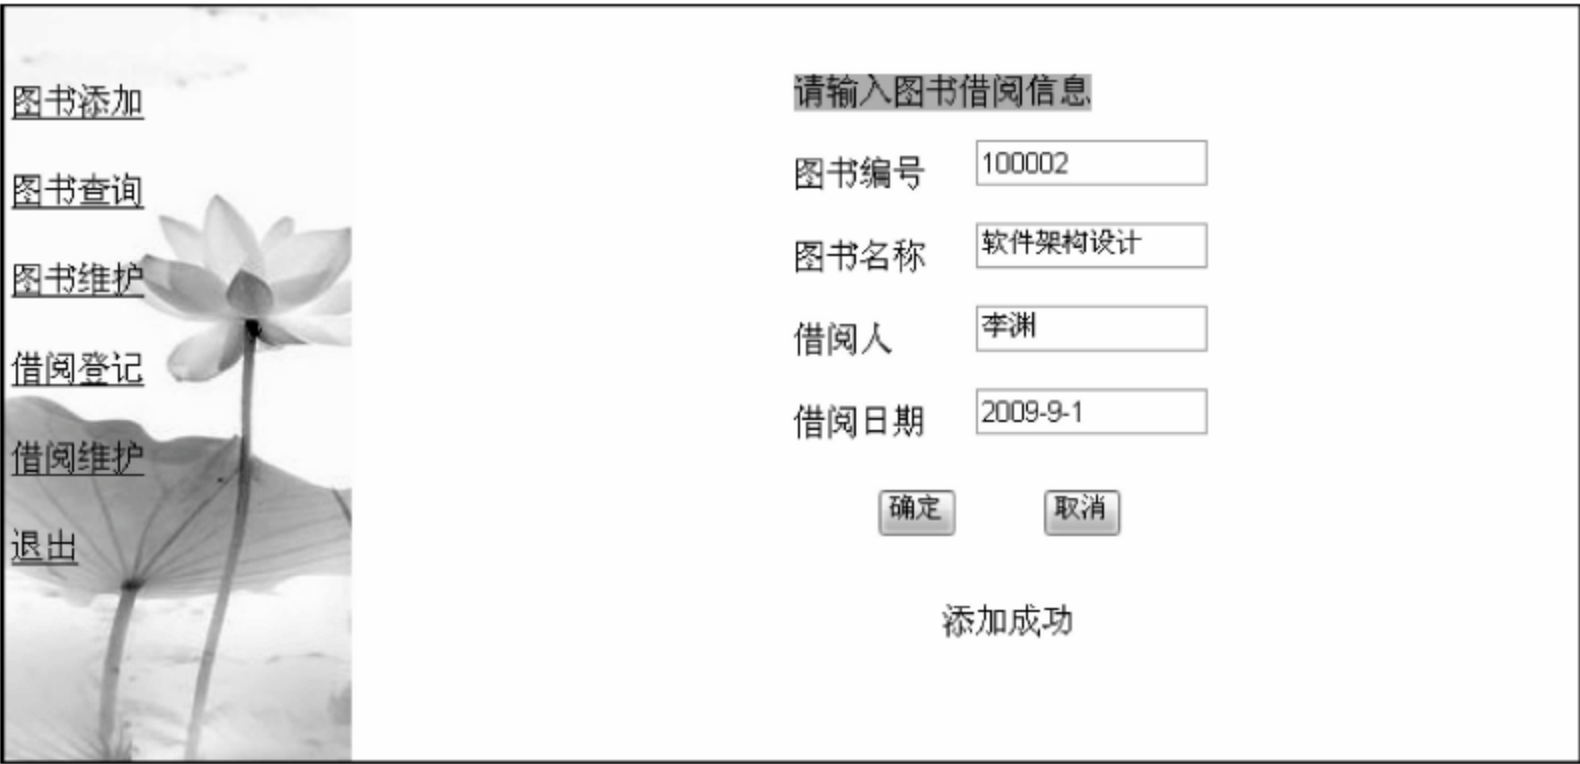 图书添加
图书查询
图书维护
借阅登记
借阅维护
退出
请输入图书借阅信息
图书编号 100002
图书名称 软件架构设计
借阅人 李渊
借阅日期 2009-9-1
确定 取消
添加成功